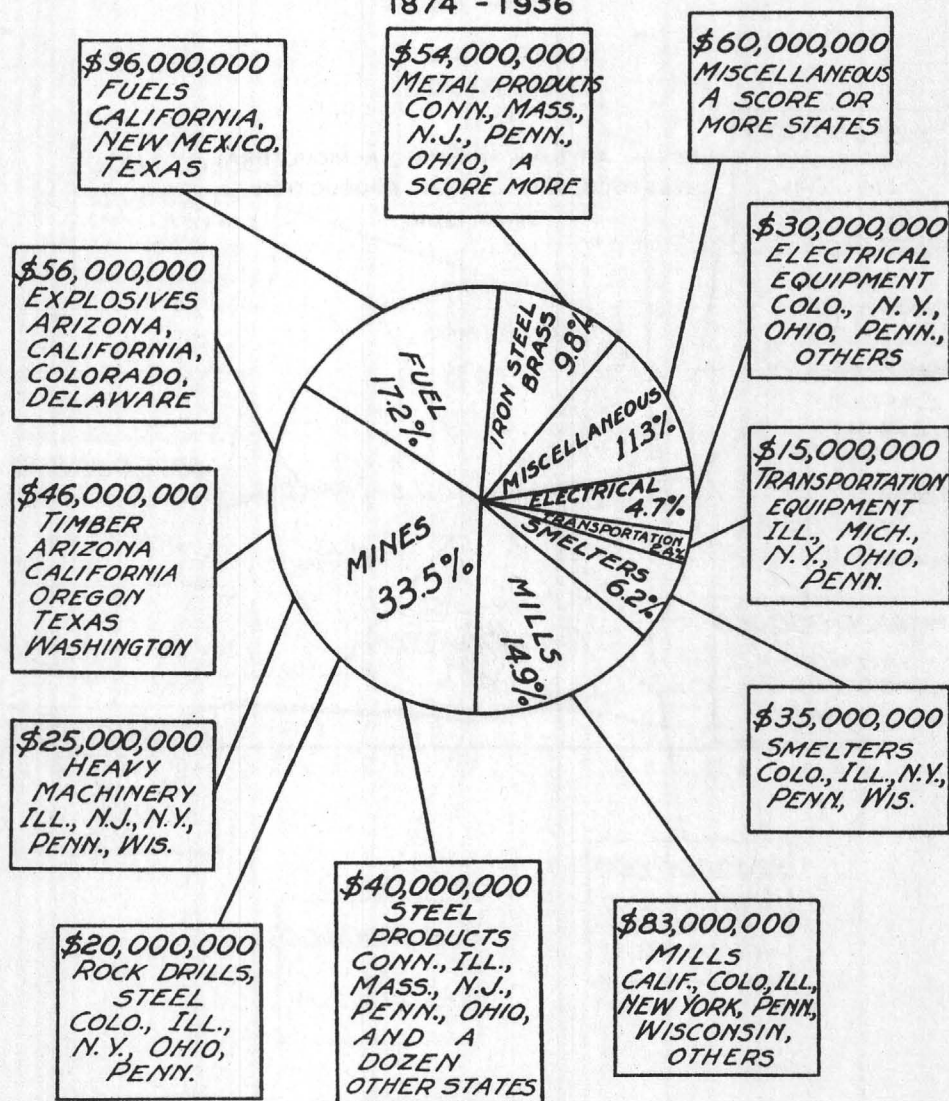 1874 - 1936
$96,000,000
FUELS
CALIFORNIA,
NEW MEXICO,
TEXAS
$54,000,000
METAL PRODUCTS
CONN., MASS.,
N.J., PENN.,
OHIO, A
SCORE MORE
$60,000,000
MISCELLANEOUS
A SCORE OR
MORE STATES
$56,000,000
EXPLOSIVES
ARIZONA,
CALIFORNIA,
COLORADO,
DELAWARE
$30,000,000
ELECTRICAL
EQUIPMENT
COLO., N.Y.,
OHIO, PENN.,
OTHERS
FUEL
17.2%
IRON STEEL
BRASS
9.8%
MISCELLANEOUS
11.3%
ELECTRICAL
4.7%
TRANSPORTATION
2.4%
SMELTERS
6.2%
MILLS
14.9%
MINES
33.5%
$46,000,000
TIMBER
ARIZONA
CALIFORNIA
OREGON
TEXAS
WASHINGTON
$15,000,000
TRANSPORTATION
EQUIPMENT
ILL., MICH.,
N.Y., OHIO,
PENN.
$25,000,000
HEAVY
MACHINERY
ILL., N.J., N.Y,
PENN., WIS.
$35,000,000
SMELTERS
COLO., ILL., N.Y.,
PENN, WIS.
$20,000,000
ROCK DRILLS,
STEEL
COLO., ILL.,
N.Y., OHIO,
PENN.
$40,000,000
STEEL
PRODUCTS
CONN., ILL.,
MASS., N.J.,
PENN., OHIO,
AND A
DOZEN
OTHER STATES
$83,000,000
MILLS
CALIF., COLO, ILL.,
NEW YORK, PENN,
WISCONSIN,
OTHERS